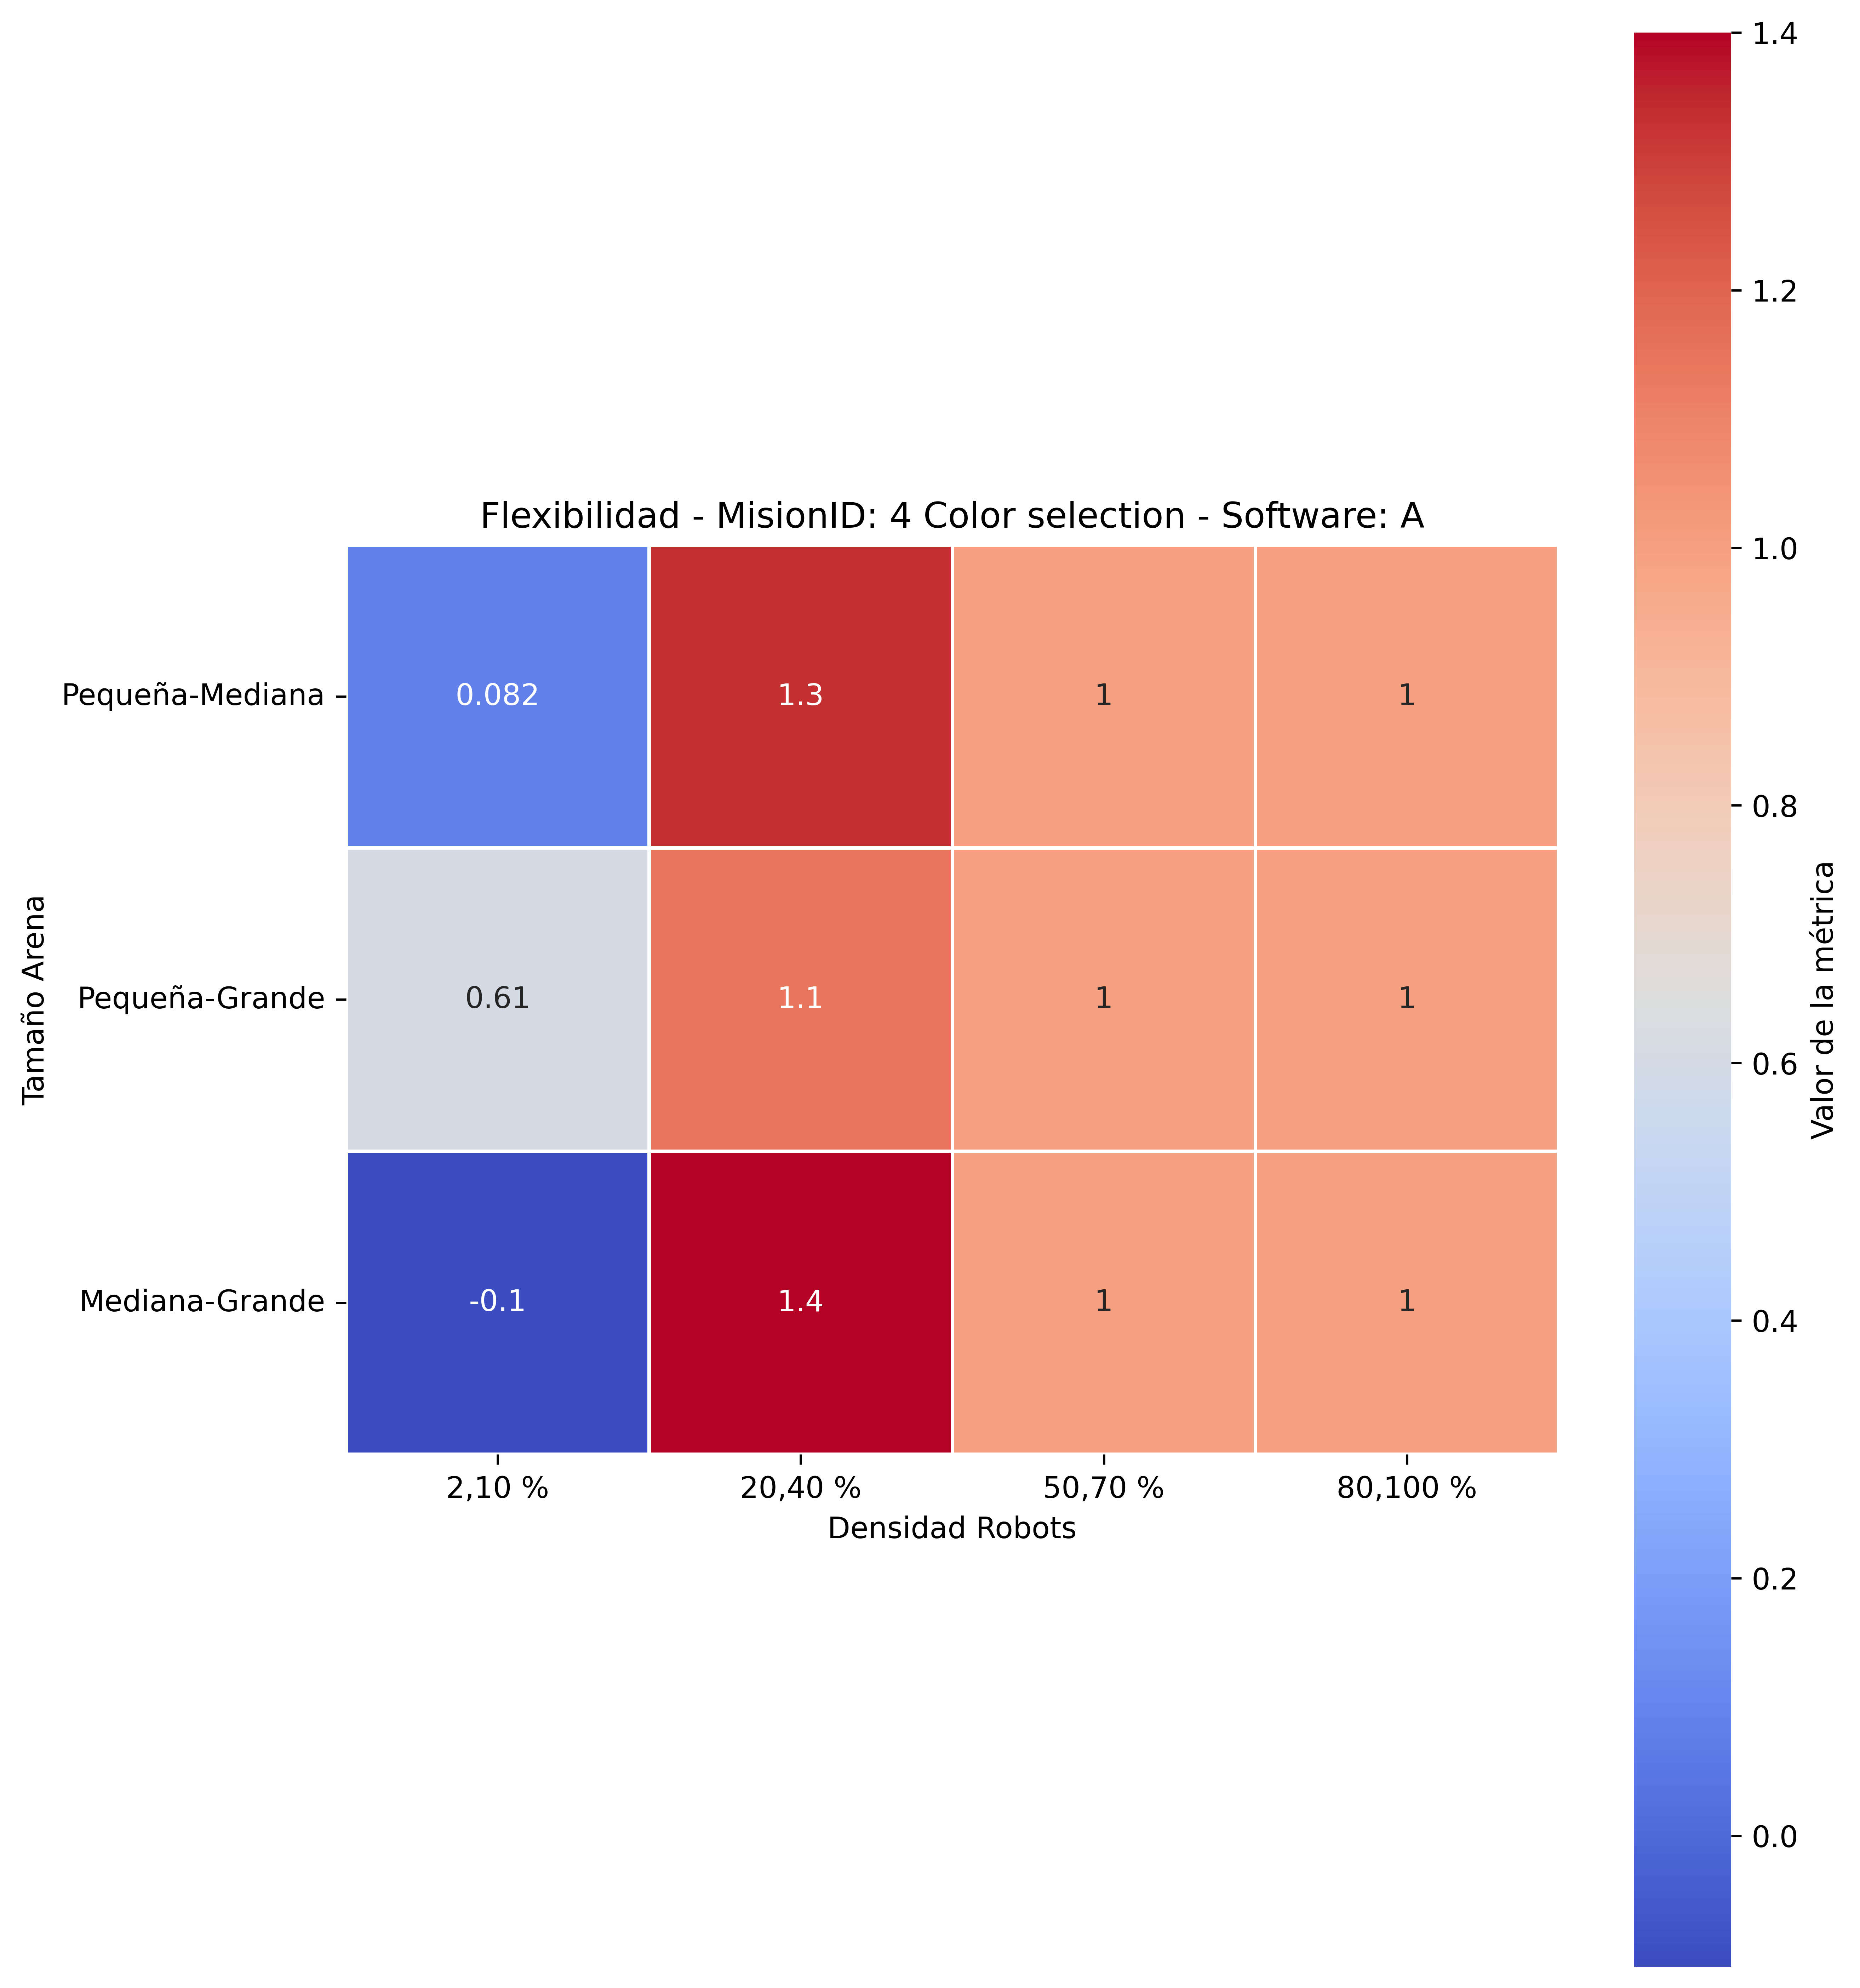 Flexibilidad - MisionID: 4 Color selection - Software: A
Tamaño Arena
Pequeña-Mediana
0.082 1.3 1 1
Pequeña-Grande
0.61 1.1 1 1
Mediana-Grande
-0.1 1.4 1 1
2,10 % 20,40 % 50,70 % 80,100 %
Densidad Robots
1.4
1.2
1.0
0.8
0.6
0.4
0.2
0.0
Valor de la métrica